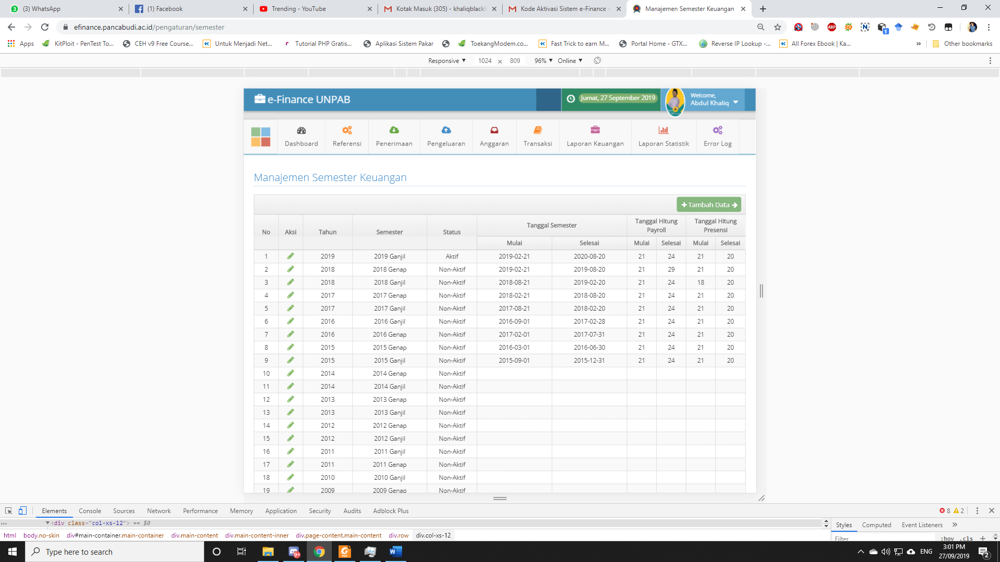 (3) WhatsApp
(1) Facebook
Trending - YouTube
Kotak Masuk (305) - khaliqblackli
Kode Aktivasi Sistem e-Finance -
Manajemen Semester Keuangan
efinance.pancabudi.ac.id/pengaturan/semester
Apps KitPloit - PenTest To... CEH v9 Free Course... Untuk Menjadi Net... Tutorial PHP Gratis... Aplikasi Sistem Pakar ToekangModem.co... Fast Trick to earn M... Portal Home - GTX... Reverse IP Lookup -... All Forex Ebook | Ka... » Other bookmarks
Responsive ▼ 1024 x 809 96% ▼ Online ▼
e-Finance UNPAB
Jumat, 27 September 2019
Welcome,
Abdul Khaliq
Dashboard Referensi Penerimaan Pengeluaran Anggaran Transaksi Laporan Keuangan Laporan Statistik Error Log
Manajemen Semester Keuangan
Tambah Data
No Aksi Tahun Semester Status Tanggal Semester Tanggal Hitung Payroll Tanggal Hitung Presensi
Mulai Selesai Mulai Selesai Mulai Selesai
1 2019 2019 Ganjil Aktif 2019-02-21 2020-08-20 21 24 21 20
2 2018 2018 Genap Non-Aktif 2019-02-21 2019-08-20 21 29 21 20
3 2018 2018 Ganjil Non-Aktif 2018-08-21 2019-02-20 21 24 18 20
4 2017 2017 Genap Non-Aktif 2018-02-21 2018-08-20 21 24 21 20
5 2017 2017 Ganjil Non-Aktif 2017-08-21 2018-02-20 21 24 21 20
6 2016 2016 Ganjil Non-Aktif 2016-09-01 2017-02-28 21 24 21 20
7 2016 2016 Genap Non-Aktif 2017-02-01 2017-07-31 21 24 21 20
8 2015 2015 Genap Non-Aktif 2016-03-01 2016-06-30 21 24 21 20
9 2015 2015 Ganjil Non-Aktif 2015-09-01 2015-12-31 21 24 21 20
10 2014 2014 Genap Non-Aktif
11 2014 2014 Ganjil Non-Aktif
12 2013 2013 Genap Non-Aktif
13 2013 2013 Ganjil Non-Aktif
14 2012 2012 Genap Non-Aktif
15 2012 2012 Ganjil Non-Aktif
16 2011 2011 Ganjil Non-Aktif
17 2011 2011 Genap Non-Aktif
18 2010 2010 Ganjil Non-Aktif
19 2009 2009 Genap Non-Aktif
Elements Console Sources Network Performance Memory Application Security Audits Adblock Plus 8 2
... ▼<div class="col-xs-12"> == $0
html body.no-skin div#main-container.main-container div.main-content div.main-content-inner div.page-content.main-content div.row div.col-xs-12
Styles Computed Event Listeners »
Filter :hov .cls +
Type here to search
9+
ENG
3:01 PM
27/09/2019
2